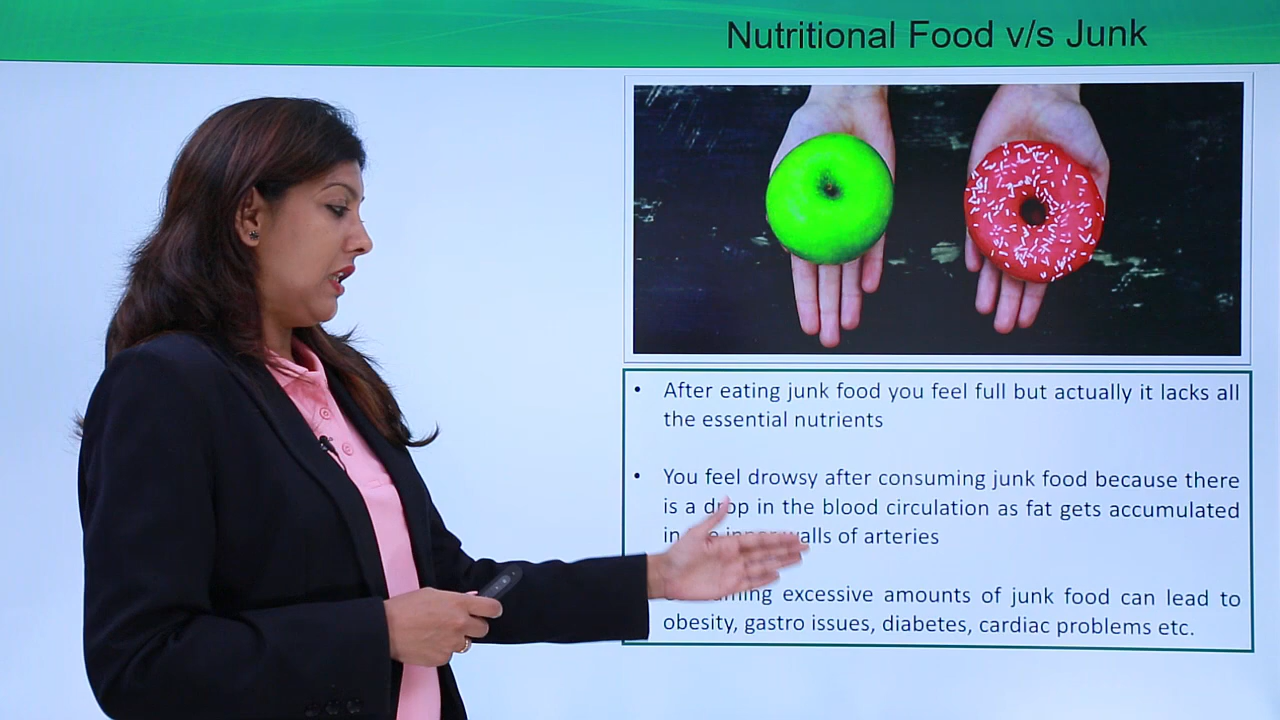 Nutritional Food v/s Junk
• After eating junk food you feel full but actually it lacks all
the essential nutrients
• You feel drowsy after consuming junk food because there
is a drop in the blood circulation as fat gets accumulated
in walls of arteries
excessive amounts of junk food can lead to
obesity, gastro issues, diabetes, cardiac problems etc.